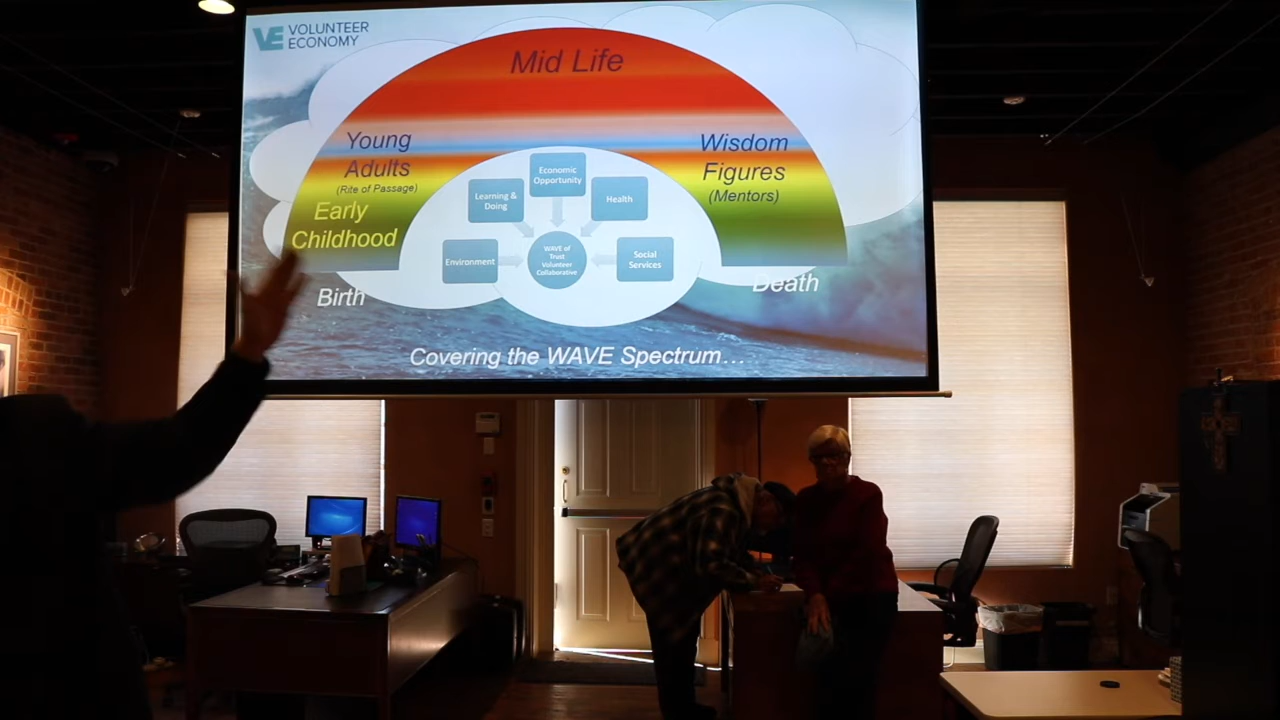 VE VOLUNTEER
ECONOMY
Mid Life
Young
Adults
(Rite of Passage)
Early
Childhood
Birth
Wisdom
Figures
(Mentors)
Death
Economic
Opportunity
Learning &
Doing
Health
Environment
WAVE of
Trust
Volunteer
Collaborative
Social
Services
Covering the WAVE Spectrum...